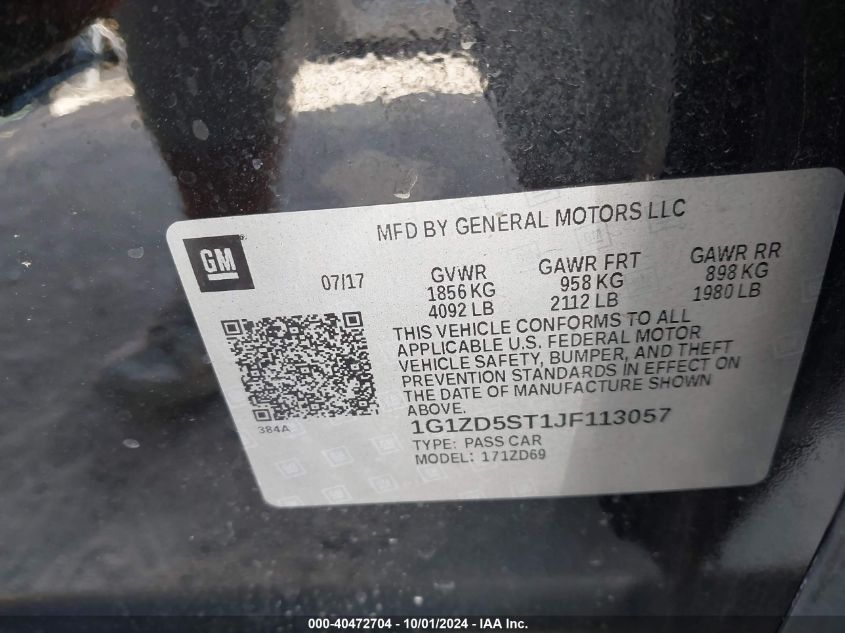 MFD BY GENERAL MOTORS LLC
GM
07/17
GVWR
1856 KG
4092 LB
GAWR FRT
958 KG
2112 LB
GAWR RR
898 KG
1980 LB
THIS VEHICLE CONFORMS TO ALL
APPLICABLE U.S. FEDERAL MOTOR
VEHICLE SAFETY, BUMPER, AND THEFT
PREVENTION STANDARDS IN EFFECT ON
THE DATE OF MANUFACTURE SHOWN
ABOVE.
384A
1G1ZD5ST1JF113057
TYPE: PASS CAR
MODEL: 171ZD69
000-40472704 - 10/01/2024 - IAA Inc.